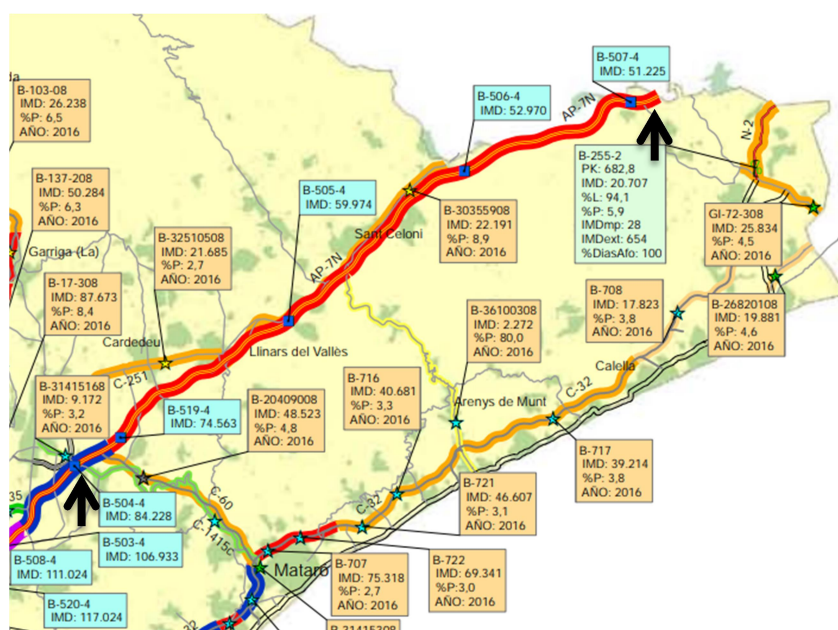 da
B-103-08
IMD: 26.238
%P: 6,5
AÑO: 2016
B-137-208
IMD: 50.284
%P: 6,3
AÑO: 2016
Garriga (La)
B-17-308
IMD: 87.673
%P: 8,4
AÑO: 2016
B-32510508
IMD: 21.685
%P: 2,7
AÑO: 2016
Cardedeu
C-251
B-31415168
IMD: 9.172
%P: 3,2
AÑO: 2016
B-519-4
IMD: 74.563
B-20409008
IMD: 48.523
%P: 4,8
AÑO: 2016
B-504-4
IMD: 84.228
B-503-4
IMD: 106.933
B-508-4
IMD: 111.024
B-520-4
IMD: 117.024
35
C-60
C-1415c
Mataró
B-505-4
IMD: 59.974
AP-7N
Llinars del Vallès
Sant Celoni
B-30355908
IMD: 22.191
%P: 8,9
AÑO: 2016
B-506-4
IMD: 52.970
AP-7N
B-507-4
IMD: 51.225
N-2
B-255-2
PK: 682,8
IMD: 20.707
%L: 94,1
%P: 5,9
IMDmp: 28
IMDext: 654
%DiasAfo: 100
GI-72-308
IMD: 25.834
%P: 4,5
AÑO: 2016
B-26820108
IMD: 19.881
%P: 4,6
AÑO: 2016
B-708
IMD: 17.823
%P: 3,8
AÑO: 2016
B-36100308
IMD: 2.272
%P: 80,0
AÑO: 2016
Calella
C-32
Arenys de Munt
B-716
IMD: 40.681
%P: 3,3
AÑO: 2016
B-717
IMD: 39.214
%P: 3,8
AÑO: 2016
B-721
IMD: 46.607
%P: 3,1
AÑO: 2016
C-32
B-707
IMD: 75.318
%P: 2,7
AÑO: 2016
B-722
IMD: 69.341
%P:3,0
AÑO: 2016
B-31415308